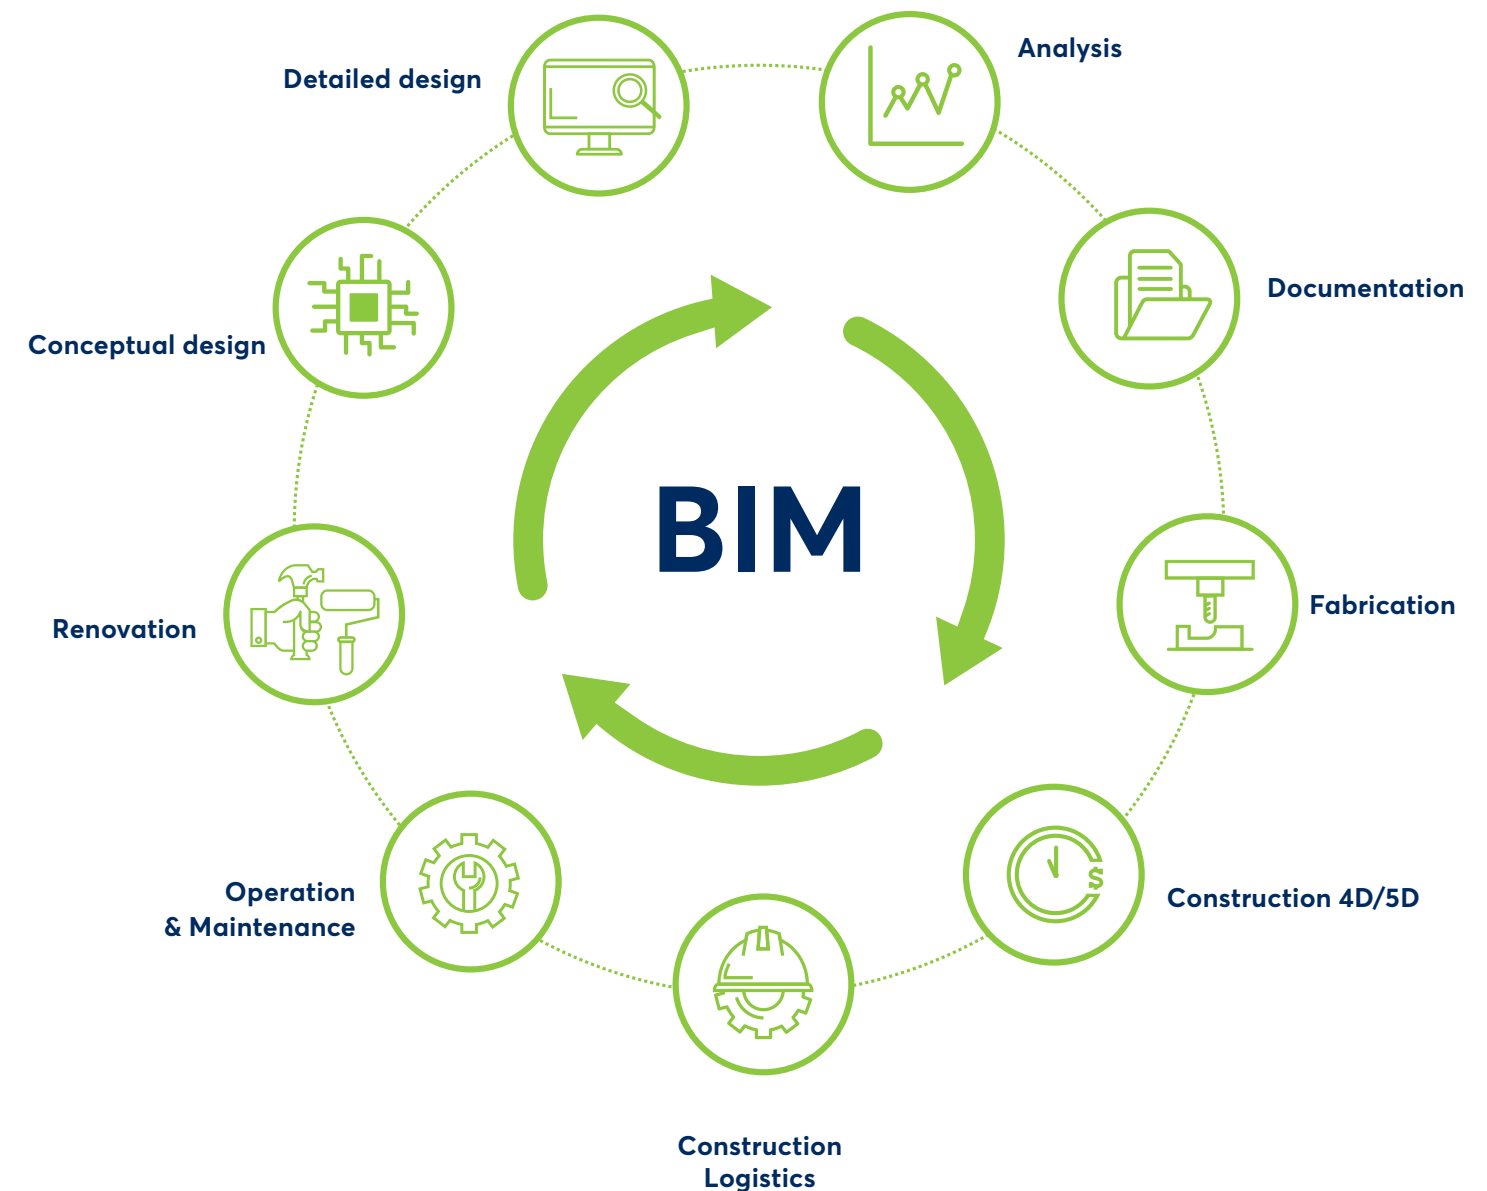 Analysis
Detailed design
Documentation
Conceptual design
BIM
Fabrication
Renovation
Operation
& Maintenance
Construction 4D/5D
$
Construction
Logistics